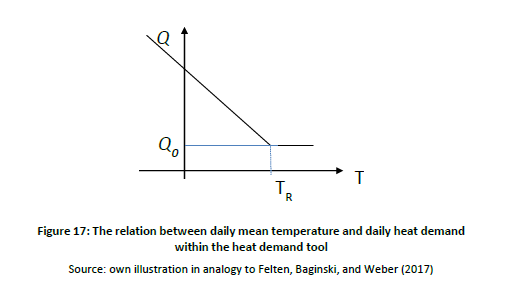 Q
Q0
T
TR
Figure 17: The relation between daily mean temperature and daily heat demand
within the heat demand tool
Source: own illustration in analogy to Felten, Baginski, and Weber (2017)